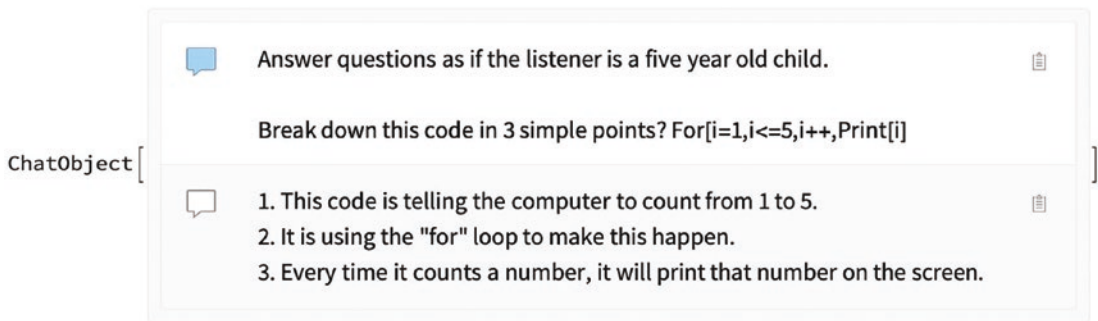 Answer questions as if the listener is a five year old child.
Break down this code in 3 simple points? For[i=1,i<=5,i++,Print[i]
ChatObject[ ]
1. This code is telling the computer to count from 1 to 5.
2. It is using the "for" loop to make this happen.
3. Every time it counts a number, it will print that number on the screen.